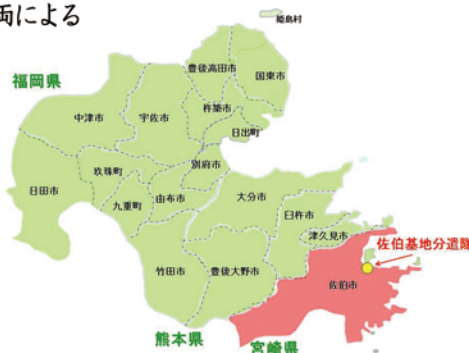 両による
姫島村
福岡県
豊後高田市
国東市
中津市
宇佐市
杵築市
日出町
日田市
玖珠町
別府市
九重町
由布市
大分市
臼杵市
津久見市
佐伯基地分遣隊
竹田市
豊後大野市
佐伯市
熊本県
宮崎県